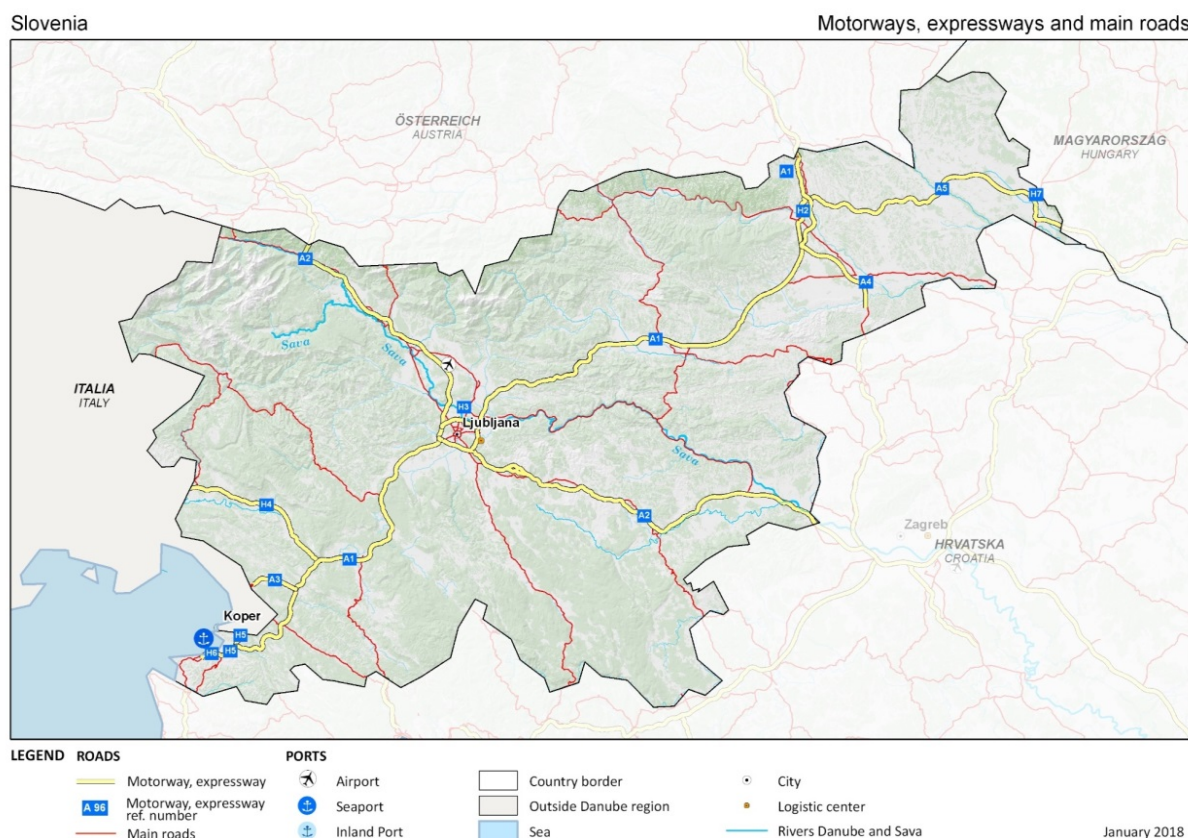 Slovenia
Motorways, expressways and main roads
ÖSTERREICH
AUSTRIA
MAGYARORSZÁG
HUNGARY
A1
A5
H7
H2
A2
A4
A1
Sava
Sava
ITALIA
ITALY
H3
Ljubljana
Sava
H4
A2
Zagreb
HRVATSKA
CROATIA
A1
A3
Koper
H5
H6
H5
LEGEND
ROADS
Motorway, expressway
A 96
Motorway, expressway
ref. number
Main roads
PORTS
Airport
Seaport
Inland Port
Country border
Outside Danube region
Sea
City
Logistic center
Rivers Danube and Sava
January 2018